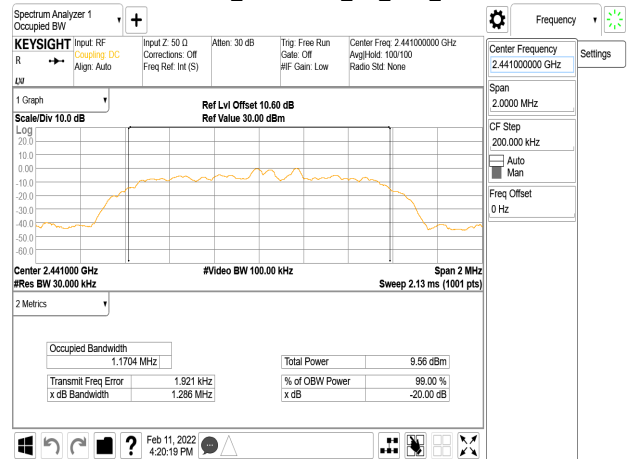 Spectrum Analyzer 1
Occupied BW
Frequency
KEYSIGHT
R
LXI
Input: RF
Coupling: DC
Align: Auto
Input Z: 50 Ω
Corrections: Off
Freq Ref: Int (S)
Atten: 30 dB
Trig: Free Run
Gate: Off
#IF Gain: Low
Center Freq: 2.441000000 GHz
Avg|Hold: 100/100
Radio Std: None
Center Frequency
2.441000000 GHz
Settings
Span
2.0000 MHz
CF Step
200.000 kHz
Auto
Man
Freq Offset
0 Hz
1 Graph
Scale/Div 10.0 dB
Ref Lvl Offset 10.60 dB
Ref Value 30.00 dBm
Log
20.0
10.0
0.00
-10.0
-20.0
-30.0
-40.0
-50.0
-60.0
Center 2.441000 GHz
#Res BW 30.000 kHz
#Video BW 100.00 kHz
Span 2 MHz
Sweep 2.13 ms (1001 pts)
2 Metrics
Occupied Bandwidth
1.1704 MHz
Transmit Freq Error 1.921 kHz
x dB Bandwidth 1.286 MHz
Total Power 9.56 dBm
% of OBW Power 99.00 %
x dB -20.00 dB
?
Feb 11, 2022
4:20:19 PM